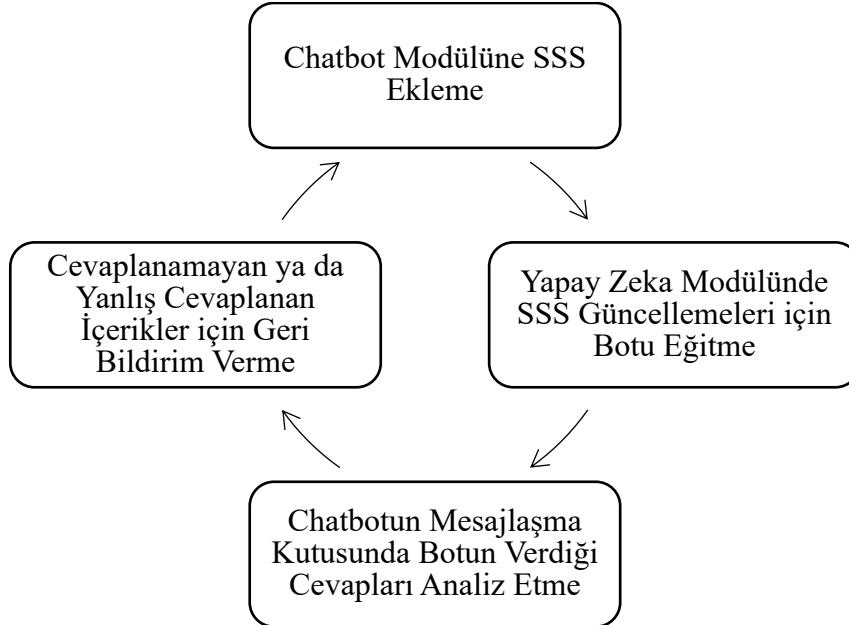 Chatbot Modülüne SSS
Ekleme
Yapay Zeka Modülünde
SSS Güncellemeleri için
Botu Eğitme
Chatbotun Mesajlaşma
Kutusunda Botun Verdiği
Cevapları Analiz Etme
Cevaplanamayan ya da
Yanlış Cevaplanan
İçerikler için Geri
Bildirim Verme